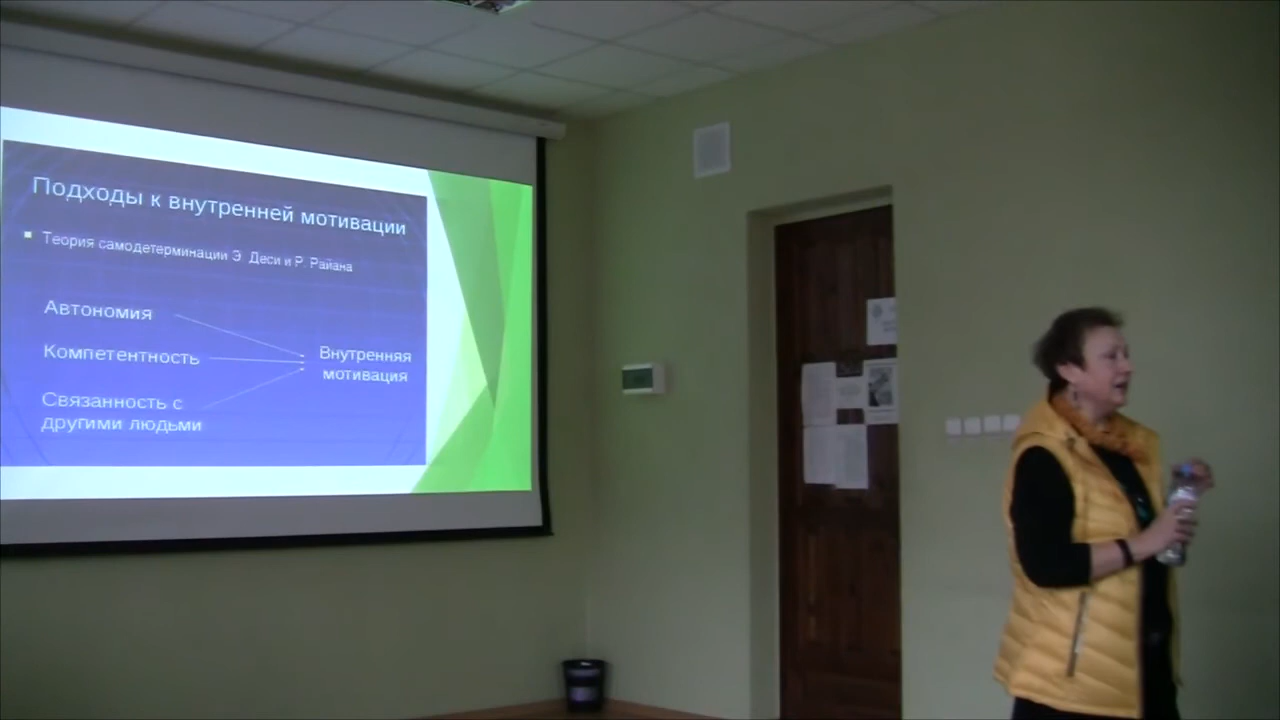 Подходы к внутренней мотивации
Теория самодетерминации Э. Деси и Р. Райана
Автономия
Компетентность
Связанность с
другими людьми
Внутренняя
мотивация